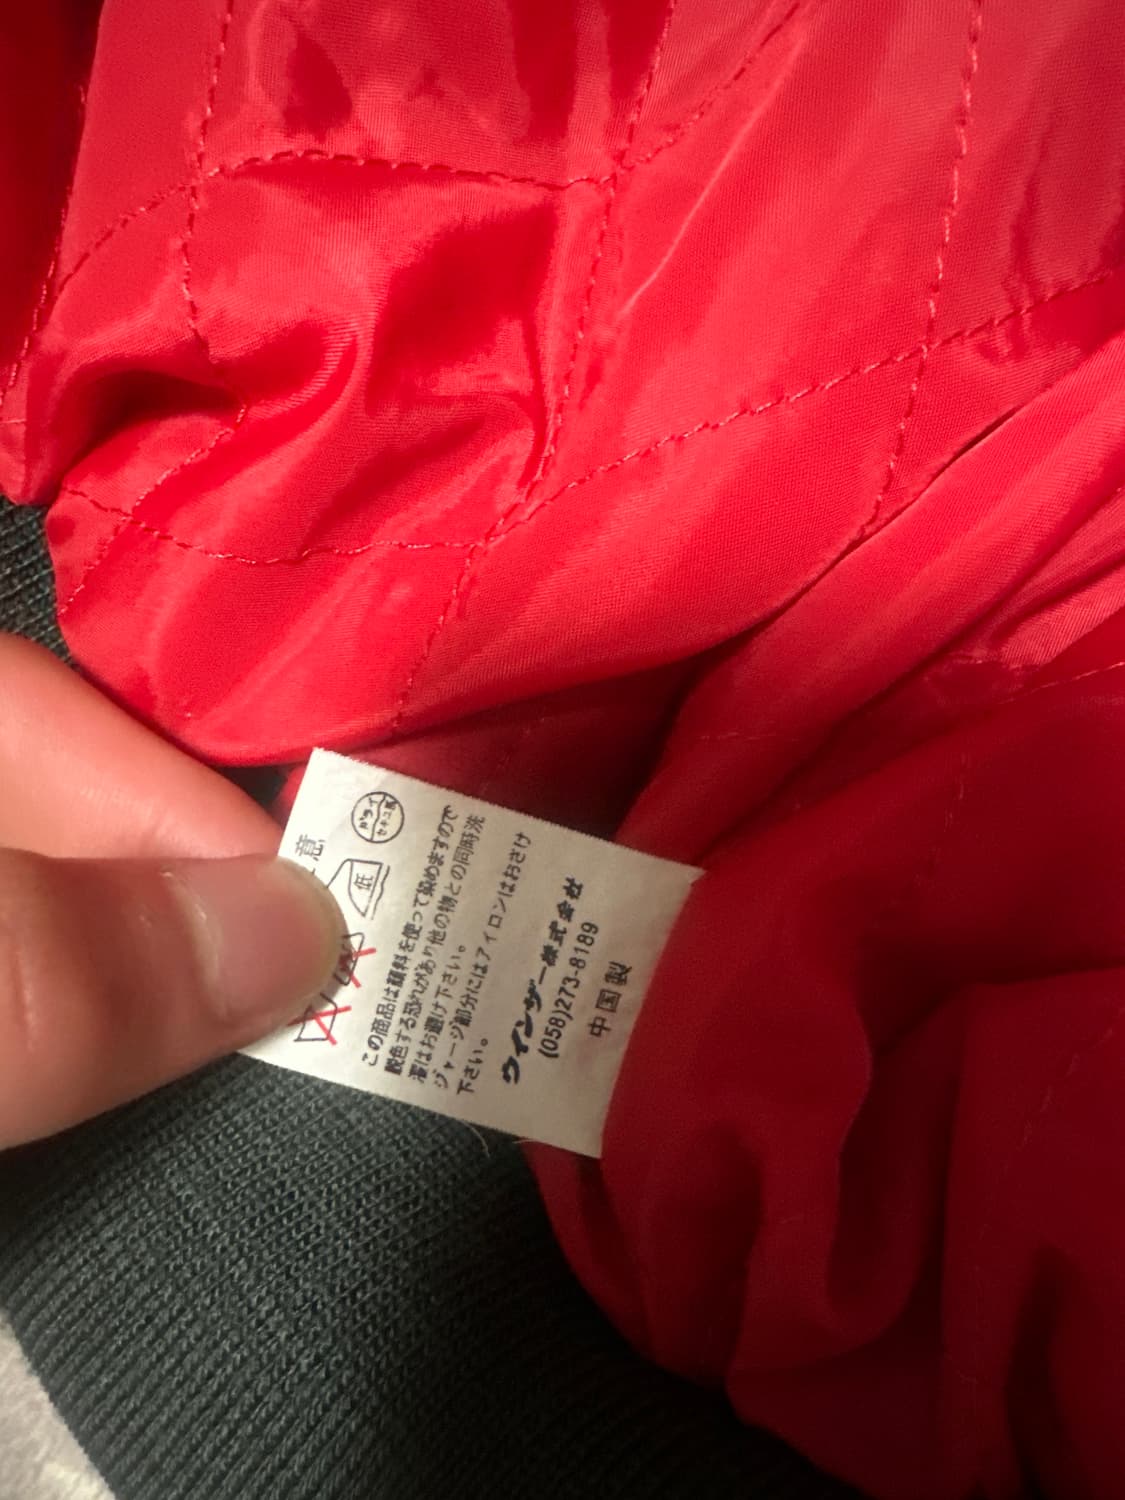 意
ドライ
セキユ系
低
この商品は顔料を使って染めますので
脱色する恐れがあり他の物との同時洗
濯はお避け下さい。
ジャージ部分にはアイロンはおさけ
下さい。
ウインザー株式会社
(058)273-8189
中国製